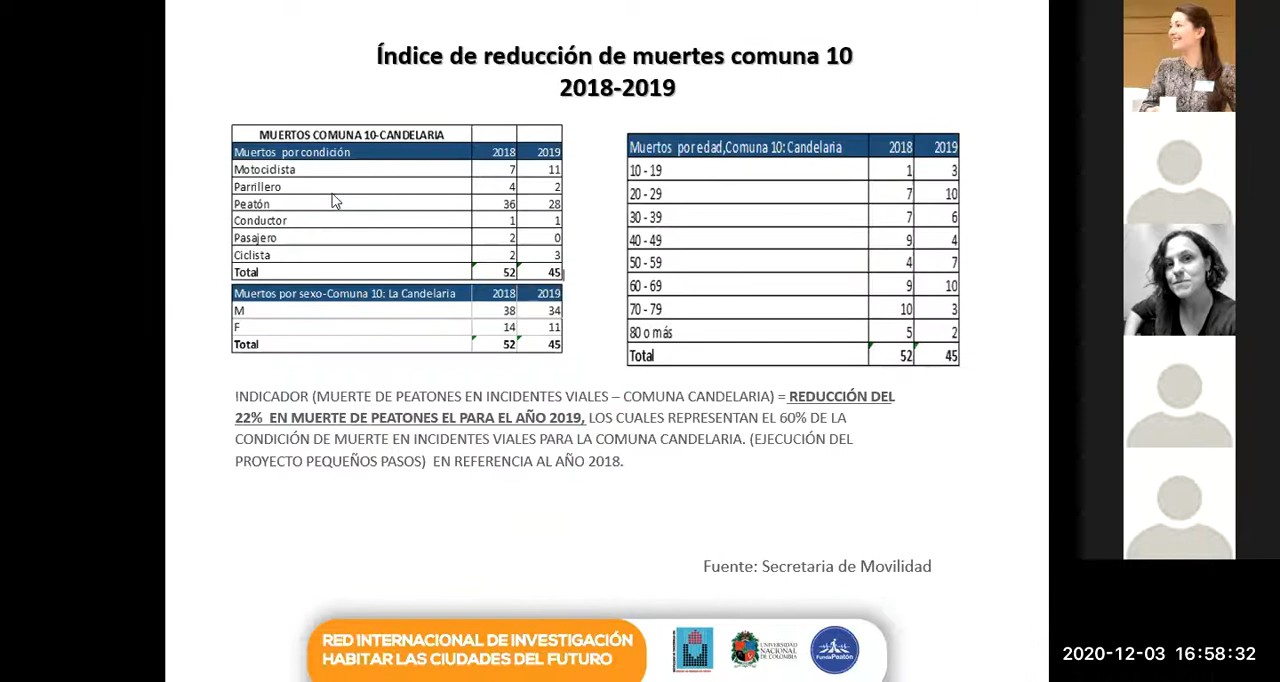 Índice de reducción de muertes comuna 10
2018-2019
MUERTOS COMUNA 10-CANDELARIA
Muertos por condición 2018 2019
Motociclista 7 11
Parrillero 4 2
Peatón 36 28
Conductor 1 1
Pasajero 2 0
Ciclista 2 3
Total 52 45
Muertos por sexo-Comuna 10: La Candelaria 2018 2019
M 38 34
F 14 11
Total 52 45
Muertos por edad,Comuna 10: Candelaria 2018 2019
10 - 19 1 3
20 - 29 7 10
30 - 39 7 6
40 - 49 9 4
50 - 59 4 7
60 - 69 9 10
70 - 79 10 3
80 o más 5 2
Total 52 45
INDICADOR (MUERTE DE PEATONES EN INCIDENTES VIALES – COMUNA CANDELARIA) = REDUCCIÓN DEL
22% EN MUERTE DE PEATONES EL PARA EL AÑO 2019, LOS CUALES REPRESENTAN EL 60% DE LA
CONDICIÓN DE MUERTE EN INCIDENTES VIALES PARA LA COMUNA CANDELARIA. (EJECUCIÓN DEL
PROYECTO PEQUEÑOS PASOS) EN REFERENCIA AL AÑO 2018.
Fuente: Secretaria de Movilidad
RED INTERNACIONAL DE INVESTIGACIÓN
HABITAR LAS CIUDADES DEL FUTURO
UNIVERSIDAD
NACIONAL
DE COLOMBIA
FundaPeatón
2020-12-03 16:58:32